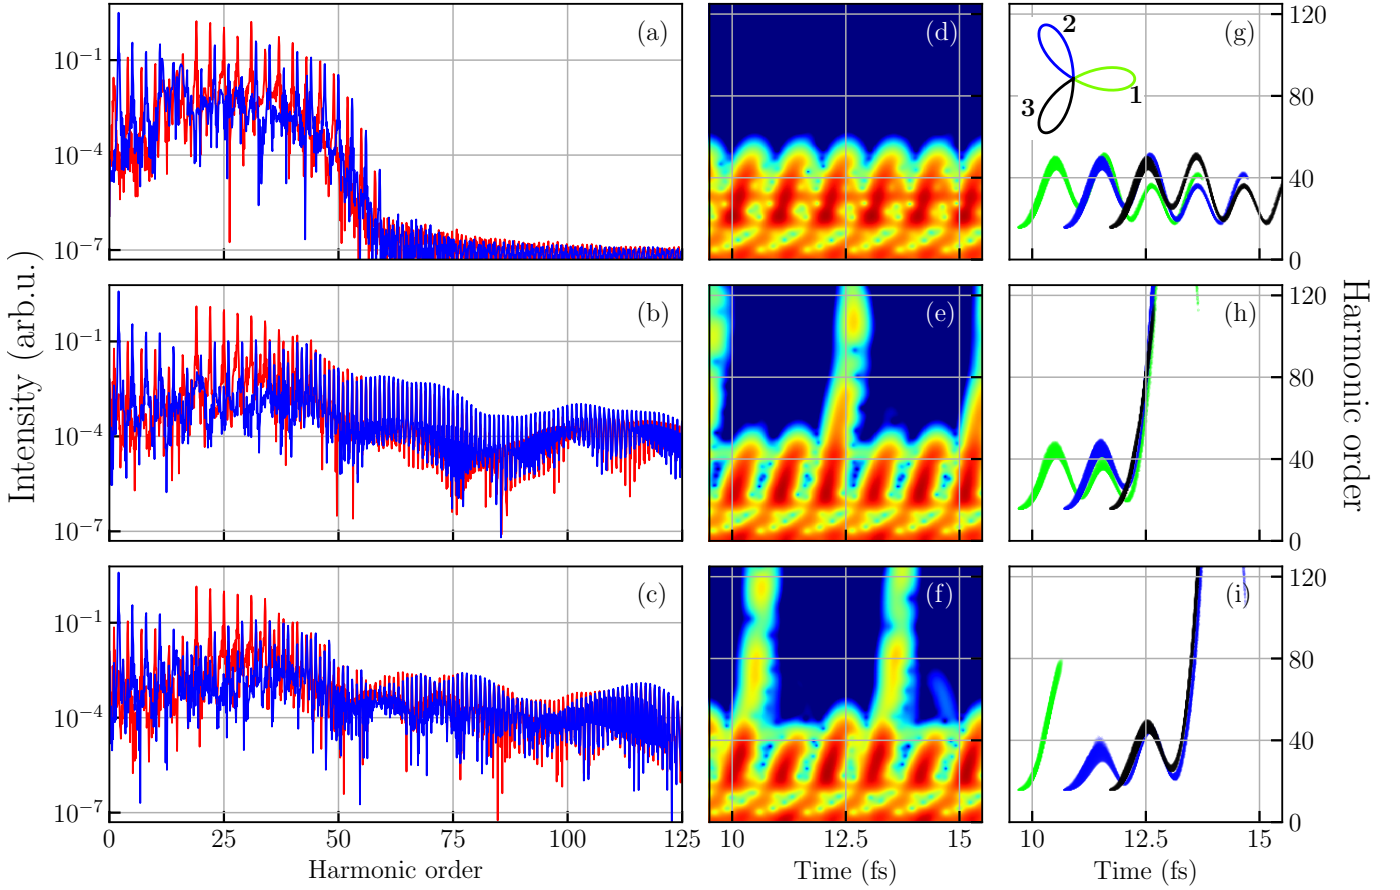 (a)
(d)
(g)
2
1
3
10⁻¹
10⁻⁴
10⁻⁷
120
80
40
0
(b)
(e)
(h)
10⁻¹
10⁻⁴
10⁻⁷
120
80
40
0
(c)
(f)
(i)
10⁻¹
10⁻⁴
10⁻⁷
120
80
40
0
0
25
50
75
100
125
10
12.5
15
10
12.5
15
Harmonic order
Time (fs)
Time (fs)
Intensity (arb.u.)
Harmonic order